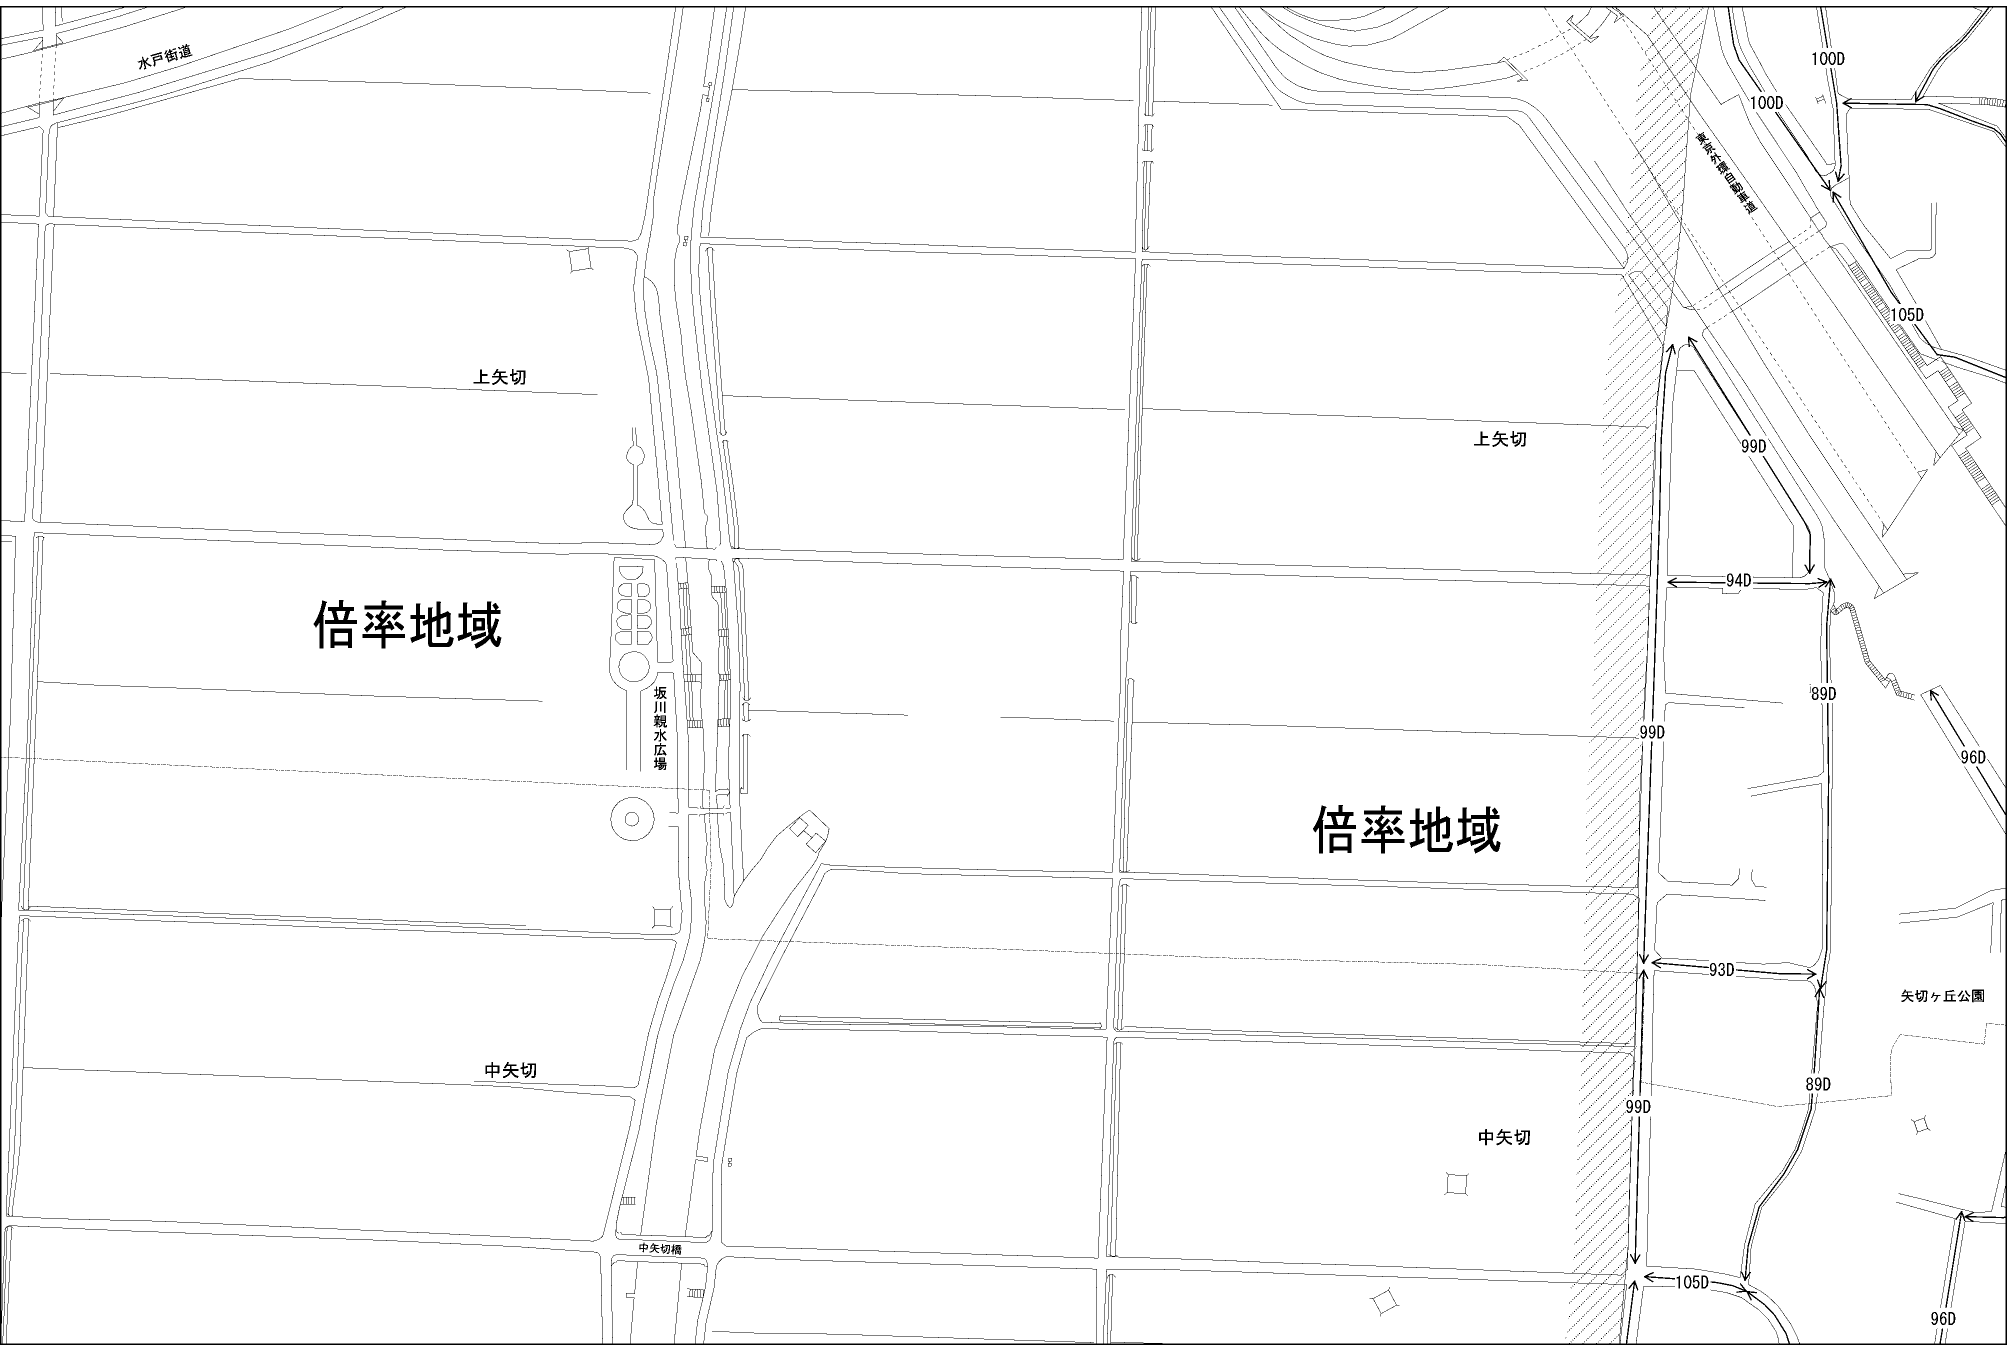 水戸街道
100D
100D
東京外環自動車道
105D
上矢切
上矢切
99D
94D
倍率地域
坂川親水広場
89D
99D
96D
倍率地域
93D
矢切ヶ丘公園
中矢切
89D
99D
中矢切
中矢切橋
105D
96D